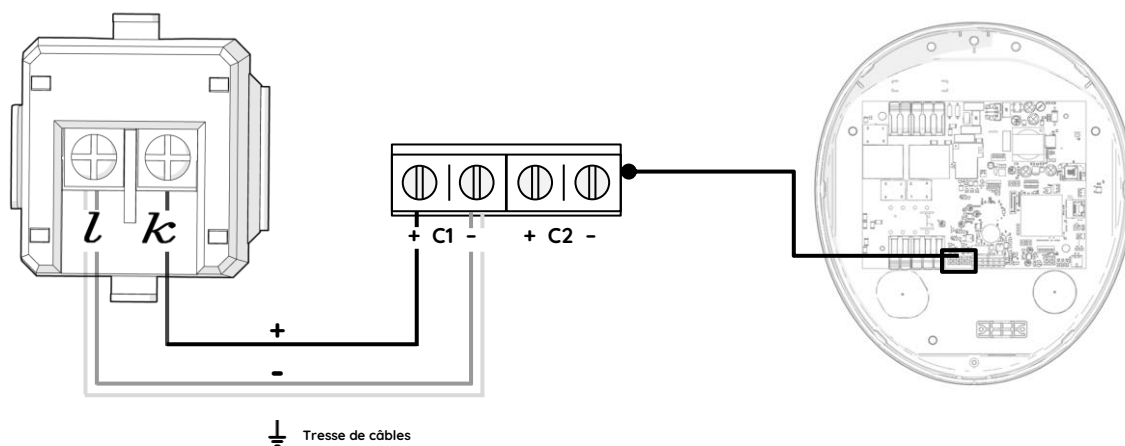 l k
+ C1 - + C2 -
+
-
Tresse de câbles